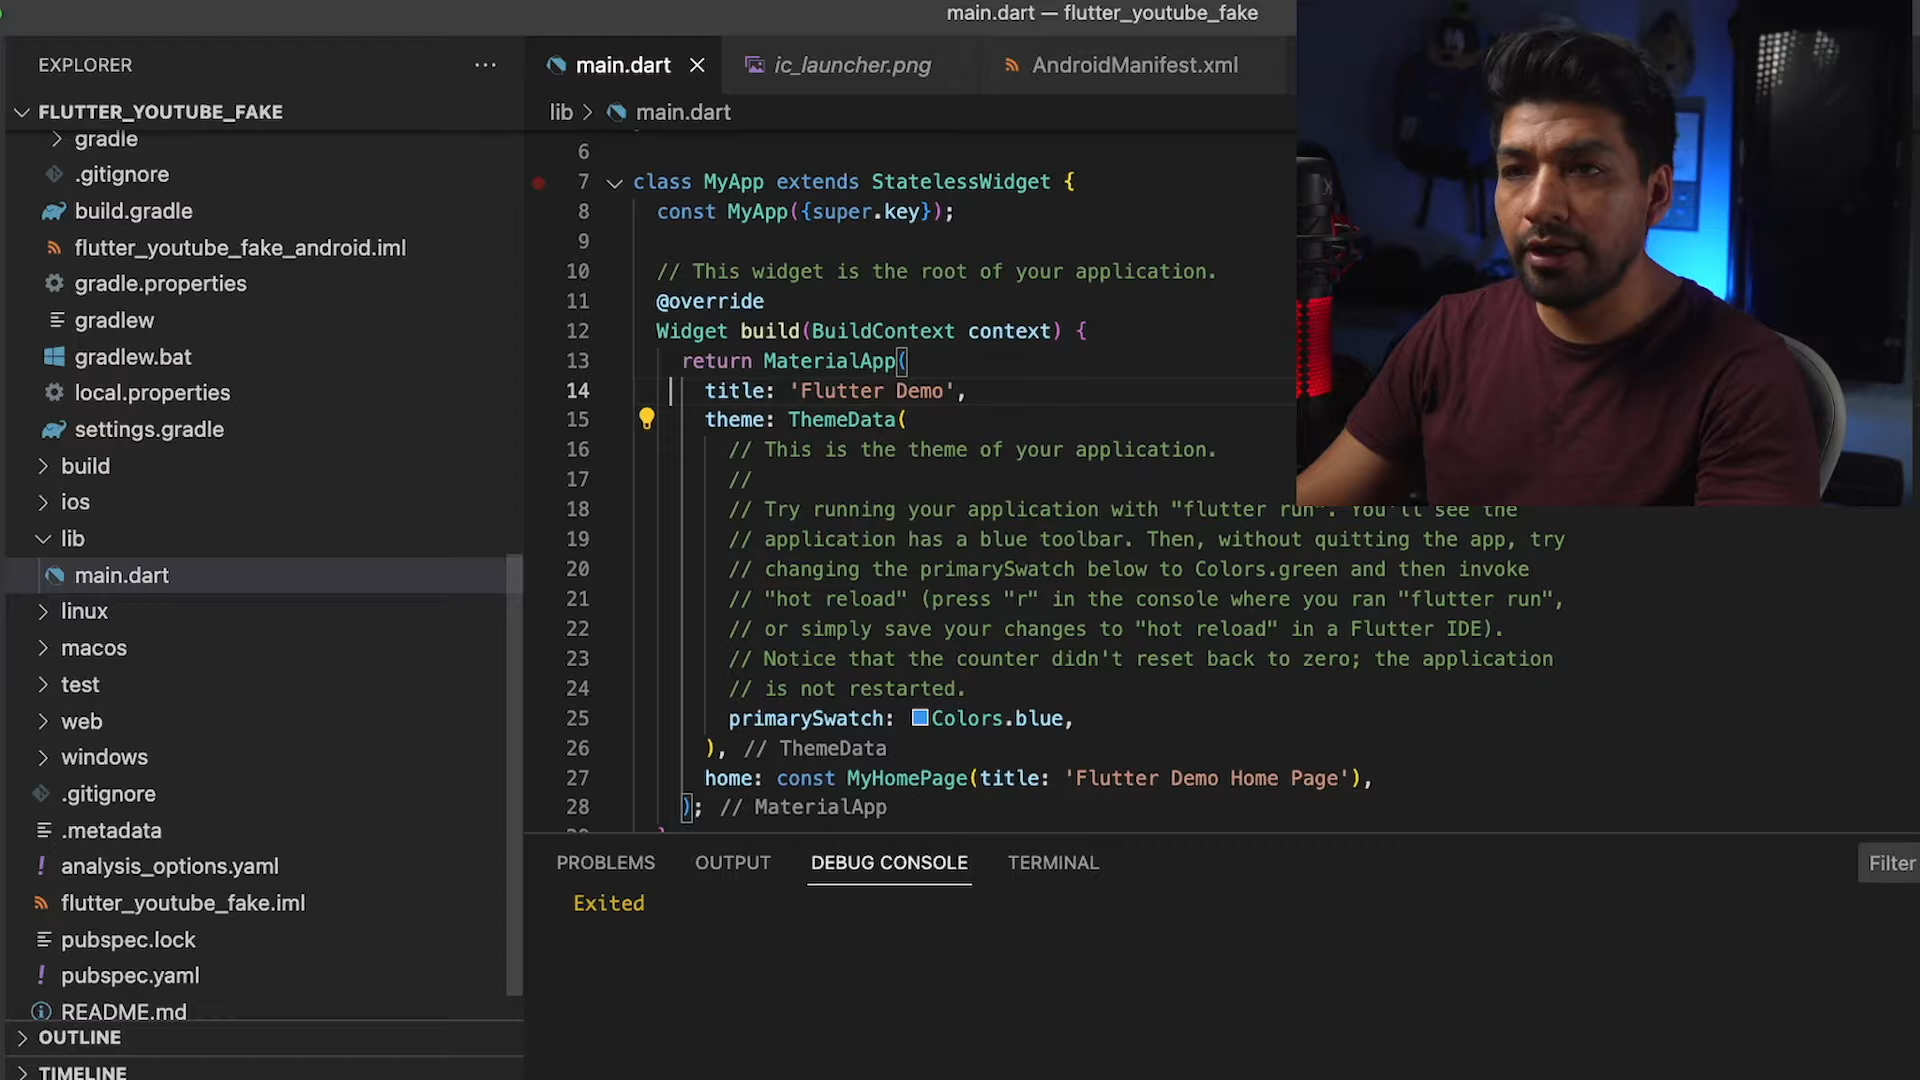 main.dart — flutter_youtube_fake
EXPLORER
FLUTTER_YOUTUBE_FAKE
gradle
.gitignore
build.gradle
flutter_youtube_fake_android.iml
gradle.properties
gradlew
gradlew.bat
local.properties
settings.gradle
build
ios
lib
main.dart
linux
macos
test
web
windows
.gitignore
.metadata
analysis_options.yaml
flutter_youtube_fake.iml
pubspec.lock
pubspec.yaml
README.md
OUTLINE
TIMELINE
main.dart
ic_launcher.png
AndroidManifest.xml
lib > main.dart
6
7 class MyApp extends StatelessWidget {
8 const MyApp({super.key});
9
10 // This widget is the root of your application.
11 @override
12 Widget build(BuildContext context) {
13 return MaterialApp(
14 title: 'Flutter Demo',
15 theme: ThemeData(
16 // This is the theme of your application.
17 //
18 // Try running your application with "flutter run". You'll see the
19 // application has a blue toolbar. Then, without quitting the app, try
20 // changing the primarySwatch below to Colors.green and then invoke
21 // "hot reload" (press "r" in the console where you ran "flutter run",
22 // or simply save your changes to "hot reload" in a Flutter IDE).
23 // Notice that the counter didn't reset back to zero; the application
24 // is not restarted.
25 primarySwatch: Colors.blue,
26 ), // ThemeData
27 home: const MyHomePage(title: 'Flutter Demo Home Page'),
28 ); // MaterialApp
PROBLEMS OUTPUT DEBUG CONSOLE TERMINAL Filter
Exited